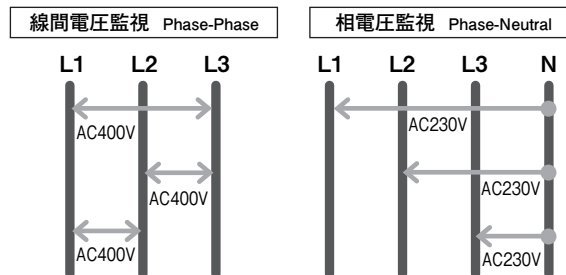 線間電圧監視 Phase-Phase
L1 L2 L3
AC400V
AC400V
AC400V
相電圧監視 Phase-Neutral
L1 L2 L3 N
AC230V
AC230V
AC230V